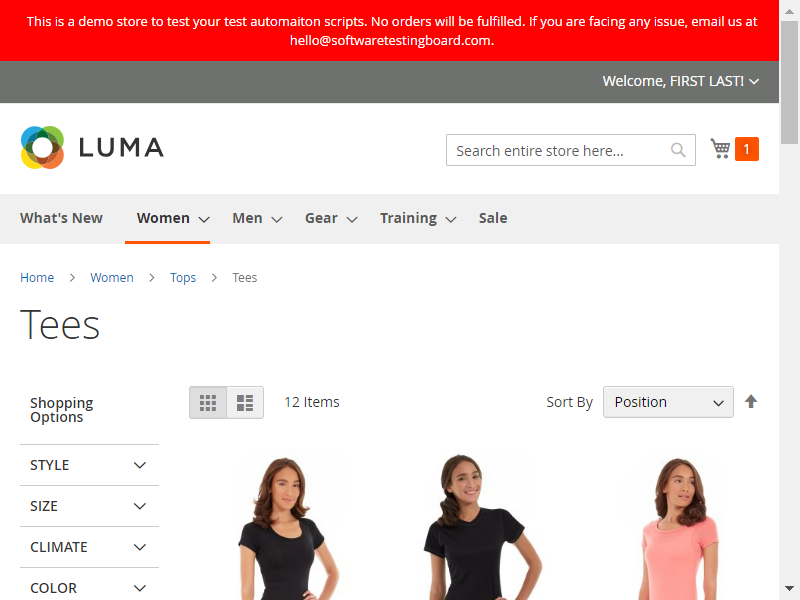 This is a demo store to test your test automaiton scripts. No orders will be fulfilled. If you are facing any issue, email us at
hello@softwaretestingboard.com.
Welcome, FIRST LAST!
LUMA
Search entire store here...
1
What's New
Women
Men
Gear
Training
Sale
Home
Women
Tops
Tees
Tees
Shopping
Options
12 Items
Sort By
Position
STYLE
SIZE
CLIMATE
COLOR